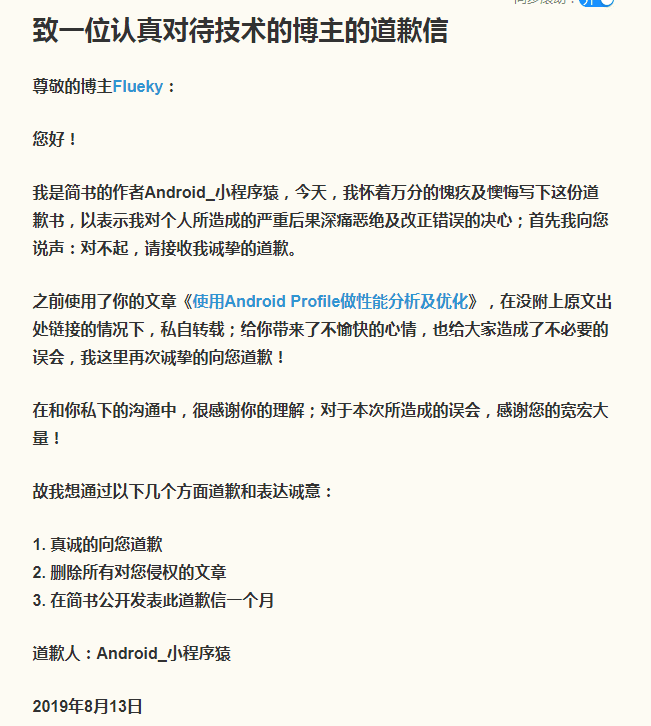 致一位认真对待技术的博主的道歉信
尊敬的博主Flueky：
您好！
我是简书的作者Android_小程序猿，今天，我怀着万分的愧疚及懊悔写下这份道
歉书，以表示我对个人所造成的严重后果深痛恶绝及改正错误的决心；首先我向您
说声：对不起，请接收我诚挚的道歉。
之前使用了你的文章《使用Android Profile做性能分析及优化》，在没附上原文出
处链接的情况下，私自转载；给你带来了不愉快的心情，也给大家造成了不必要的
误会，我这里再次诚挚的向您道歉！
在和你私下的沟通中，很感谢你的理解；对于本次所造成的误会，感谢您的宽宏大
量！
故我想通过以下几个方面道歉和表达诚意：
1. 真诚的向您道歉
2. 删除所有对您侵权的文章
3. 在简书公开发表此道歉信一个月
道歉人：Android_小程序猿
2019年8月13日